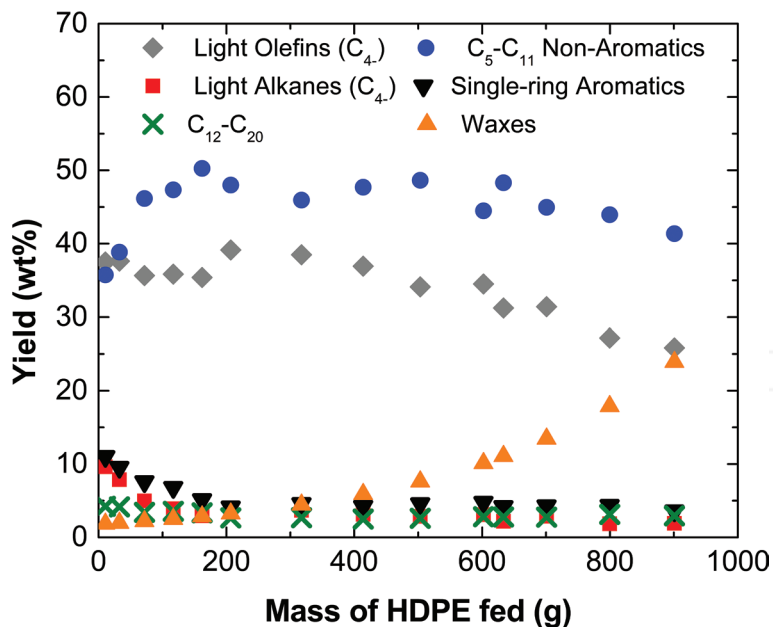 70
60
50
40
30
20
10
0
Yield (wt%)
Light Olefins (C₄₋)
C₅-C₁₁ Non-Aromatics
Light Alkanes (C₄₋)
Single-ring Aromatics
C₁₂-C₂₀
Waxes
0 200 400 600 800 1000
Mass of HDPE fed (g)